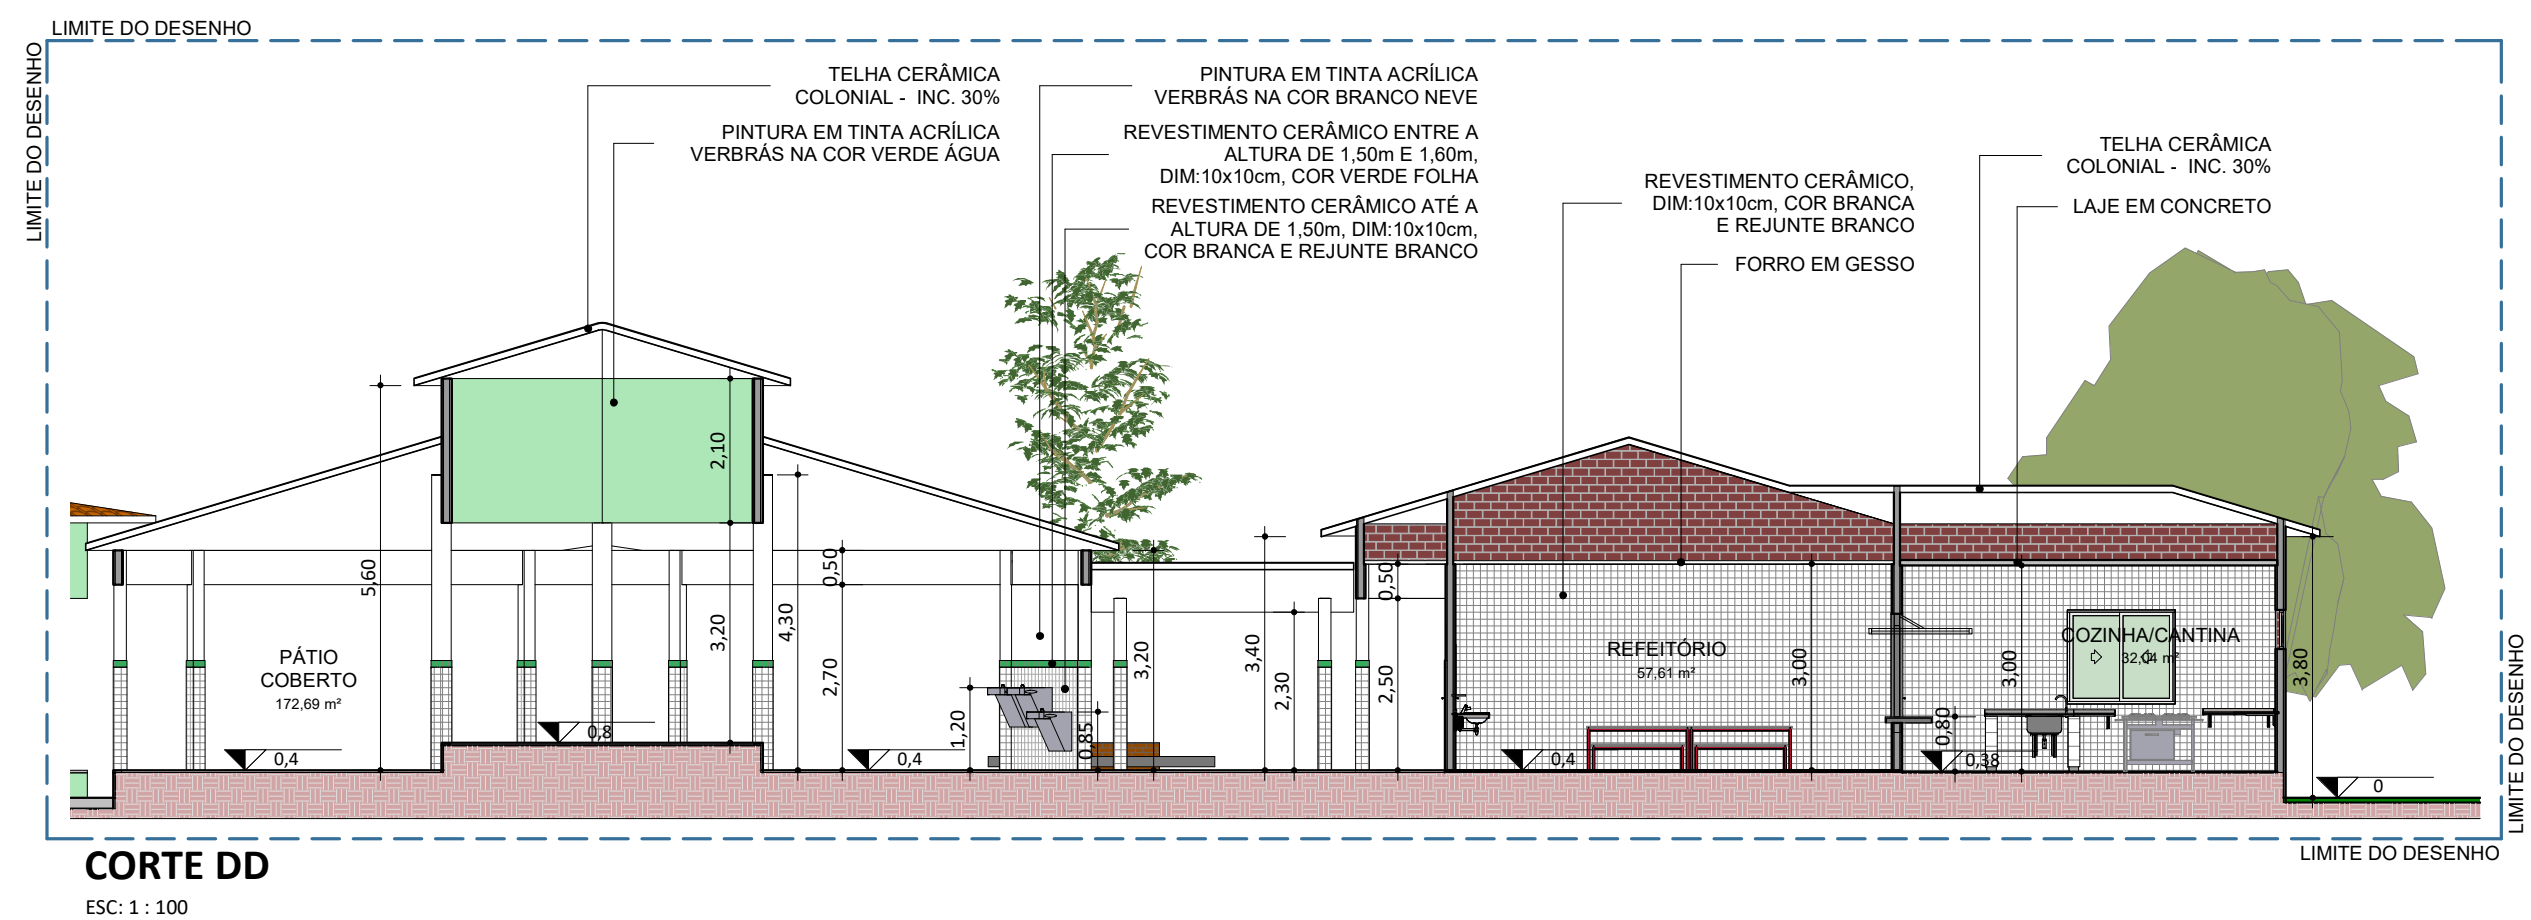 LIMITE DO DESENHO
LIMITE DO DESENHO
TELHA CERÂMICA
COLONIAL - INC. 30%
PINTURA EM TINTA ACRÍLICA
VERBRÁS NA COR VERDE ÁGUA
PINTURA EM TINTA ACRÍLICA
VERBRÁS NA COR BRANCO NEVE
REVESTIMENTO CERÂMICO ENTRE A
ALTURA DE 1,50m E 1,60m,
DIM:10x10cm, COR VERDE FOLHA
REVESTIMENTO CERÂMICO ATÉ A
ALTURA DE 1,50m, DIM:10x10cm,
COR BRANCA E REJUNTE BRANCO
REVESTIMENTO CERÂMICO,
DIM:10x10cm, COR BRANCA
E REJUNTE BRANCO
FORRO EM GESSO
TELHA CERÂMICA
COLONIAL - INC. 30%
LAJE EM CONCRETO
5,60
2,10
3,20
4,30
0,50
2,70
1,20
0,85
3,20
3,40
2,30
0,50
2,50
3,00
3,00
0,80
3,80
PÁTIO
COBERTO
172,69 m²
REFEITÓRIO
57,61 m²
COZINHA/CANTINA
32,04 m²
0,4
0,8
0,4
0,4
0,38
0
LIMITE DO DESENHO
LIMITE DO DESENHO
CORTE DD
ESC: 1 : 100